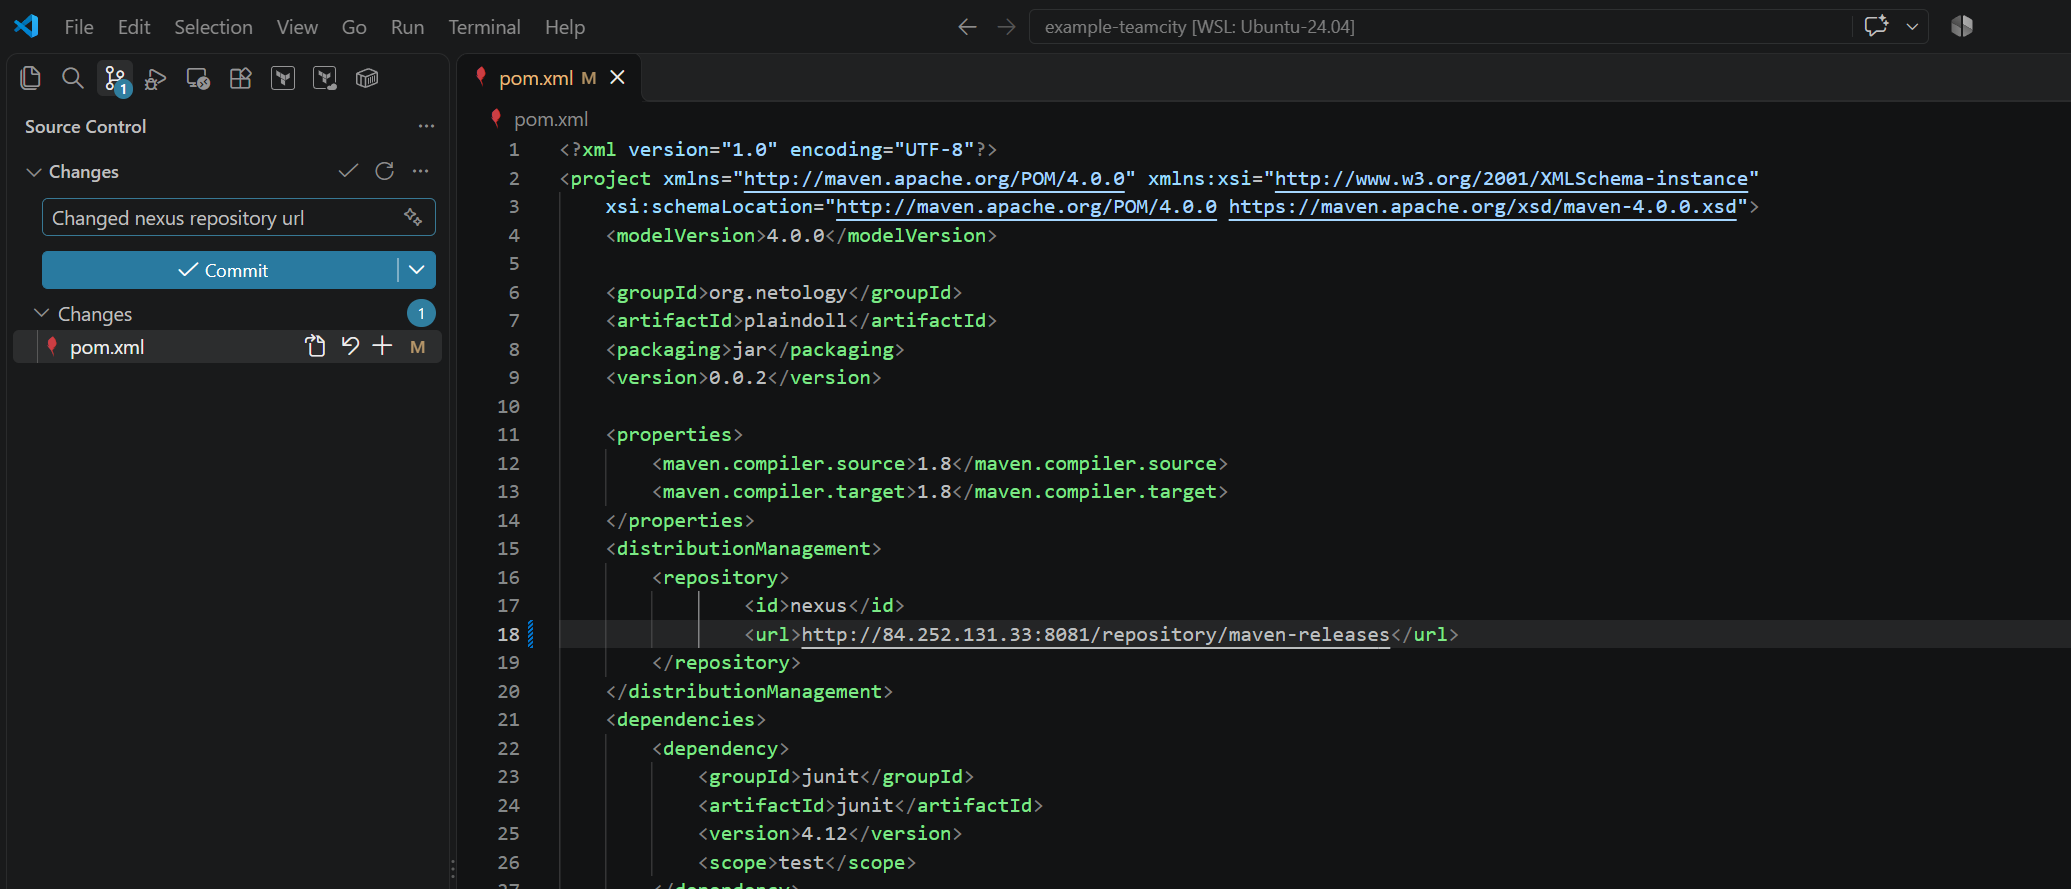 File Edit Selection View Go Run Terminal Help
example-teamcity [WSL: Ubuntu-24.04]
1
Source Control
Changes
Changed nexus repository url
Commit
Changes 1
pom.xml M
pom.xml M
pom.xml
1 <?xml version="1.0" encoding="UTF-8"?>
2 <project xmlns="http://maven.apache.org/POM/4.0.0" xmlns:xsi="http://www.w3.org/2001/XMLSchema-instance"
3 xsi:schemaLocation="http://maven.apache.org/POM/4.0.0 https://maven.apache.org/xsd/maven-4.0.0.xsd">
4 <modelVersion>4.0.0</modelVersion>
5
6 <groupId>org.netology</groupId>
7 <artifactId>plaindoll</artifactId>
8 <packaging>jar</packaging>
9 <version>0.0.2</version>
10
11 <properties>
12 <maven.compiler.source>1.8</maven.compiler.source>
13 <maven.compiler.target>1.8</maven.compiler.target>
14 </properties>
15 <distributionManagement>
16 <repository>
17 <id>nexus</id>
18 <url>http://84.252.131.33:8081/repository/maven-releases</url>
19 </repository>
20 </distributionManagement>
21 <dependencies>
22 <dependency>
23 <groupId>junit</groupId>
24 <artifactId>junit</artifactId>
25 <version>4.12</version>
26 <scope>test</scope>
27 </dependency>